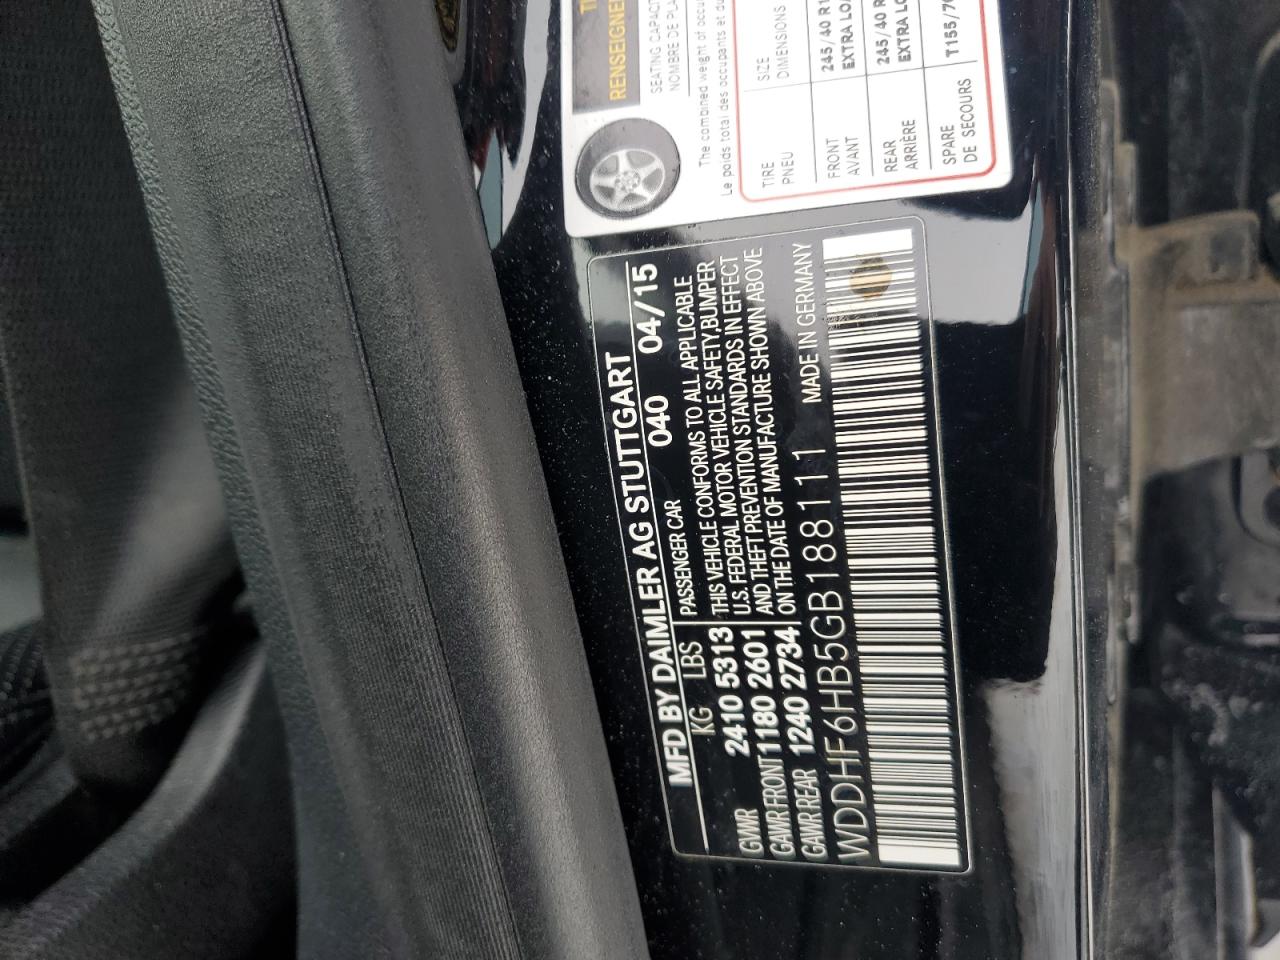 MFD BY DAIMLER AG STUTTGART
KG LBS 040 04/15
GVWR 2410 5313
GAWR FRONT 1180 2601
GAWR REAR 1240 2734
PASSENGER CAR
THIS VEHICLE CONFORMS TO ALL APPLICABLE
U.S. FEDERAL MOTOR VEHICLE SAFETY,BUMPER
AND THEFT PREVENTION STANDARDS IN EFFECT
ON THE DATE OF MANUFACTURE SHOWN ABOVE
MADE IN GERMANY
WDDHF6HB5GB188111
RENSEIGNE
SEATING CAPACIT
NOMBRE DE PLA
The combined weight of occu
Le poids total des occupants et du
TIRE SIZE
PNEU DIMENSIONS
FRONT 245/40 R1
AVANT EXTRA LOA
REAR 245/40 R
ARRIÈRE EXTRA LO
SPARE T155/70
DE SECOURS